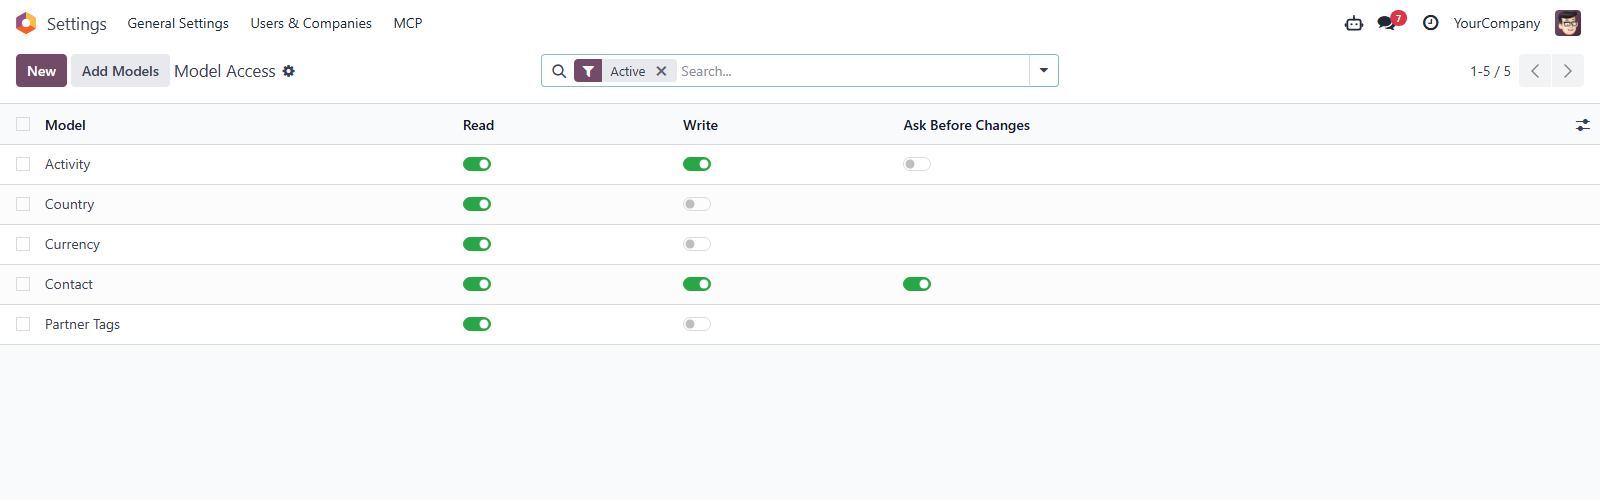 Settings General Settings Users & Companies MCP 7 YourCompany
New Add Models Model Access Active Search... 1-5 / 5
Model Read Write Ask Before Changes
Activity
Country
Currency
Contact
Partner Tags